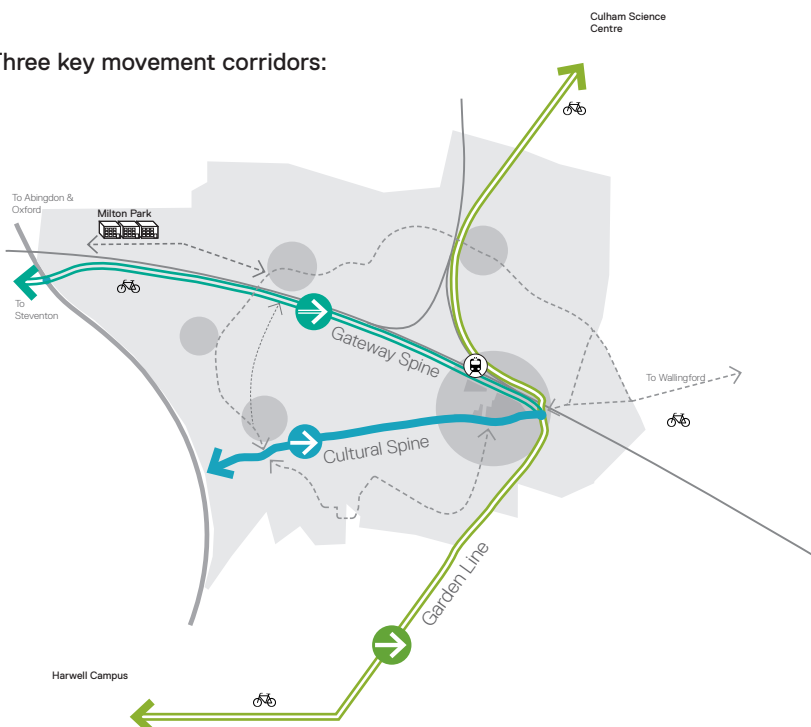 Culham Science
Centre
Three key movement corridors:
To Abingdon &
Oxford
Milton Park
To
Steventon
Gateway Spine
To Wallingford
Cultural Spine
Garden Line
Harwell Campus